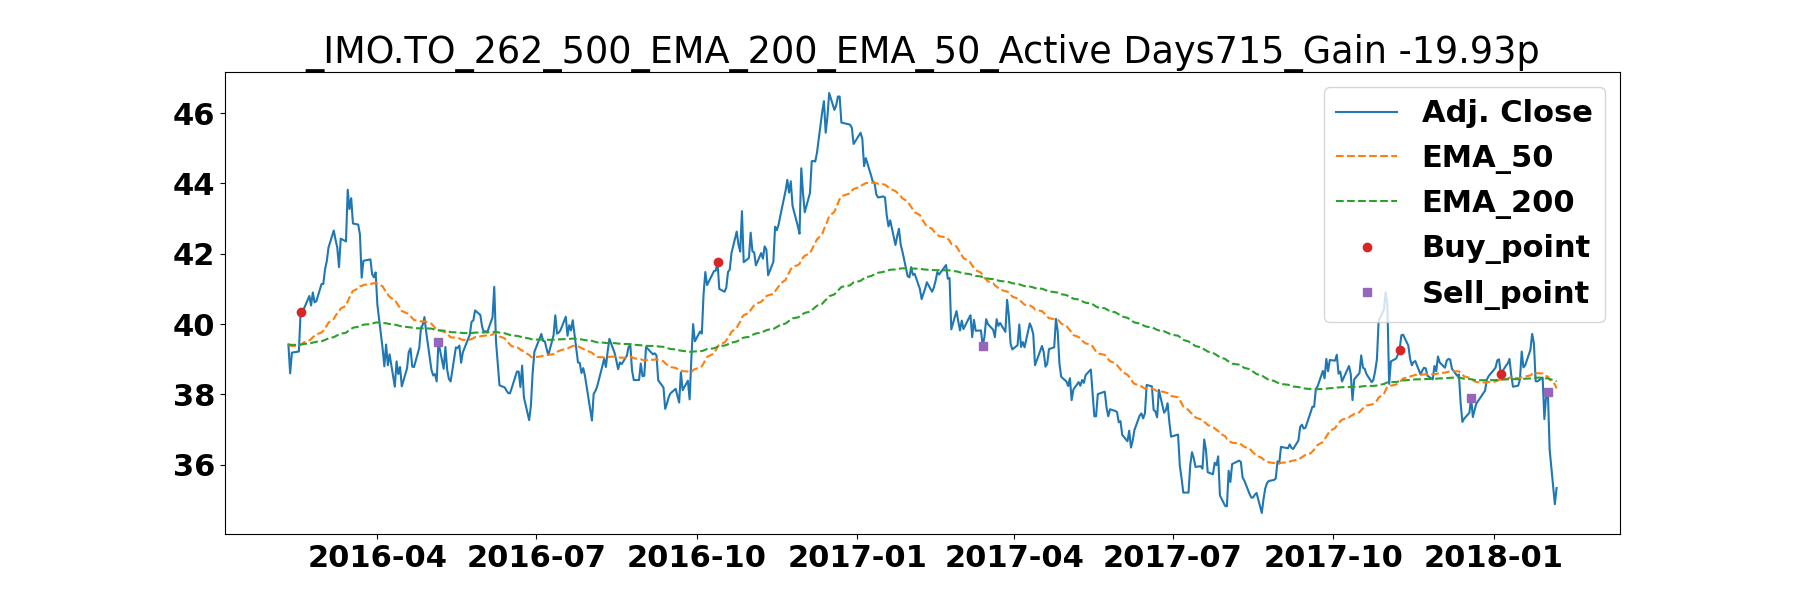 _IMO.TO_262_500_EMA_200_EMA_50_Active Days715_Gain -19.93p
46
44
42
40
38
36
Adj. Close
EMA_50
EMA_200
Buy_point
Sell_point
2016-04 2016-07 2016-10 2017-01 2017-04 2017-07 2017-10 2018-01